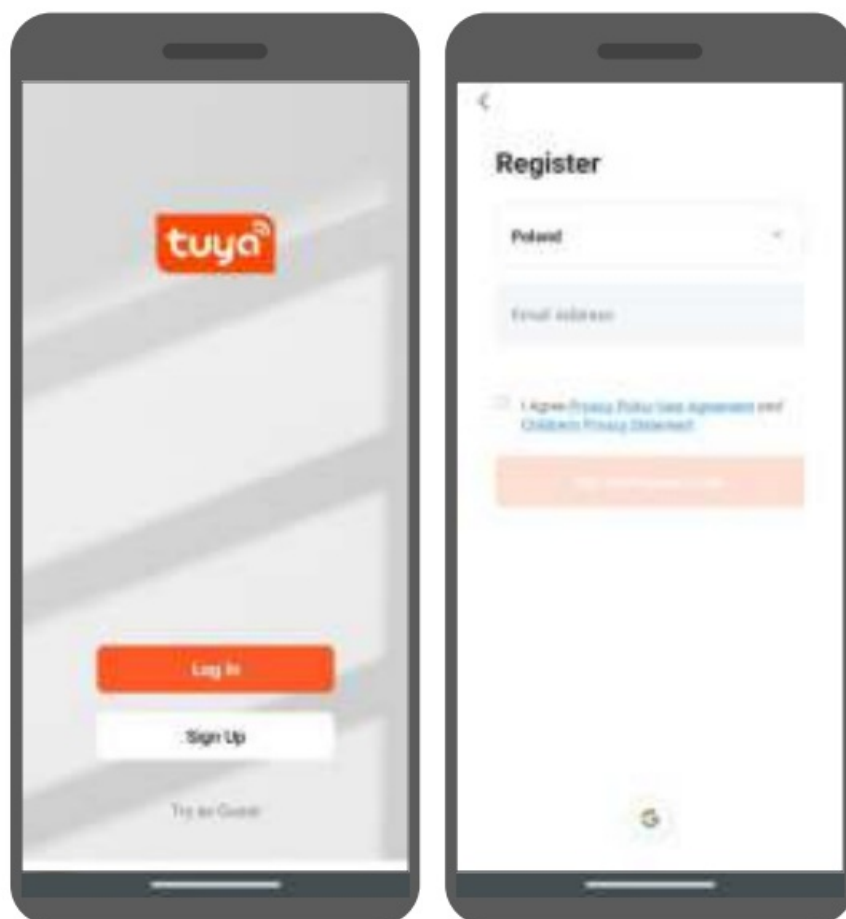 tuya
Log In
Sign Up
Try as Guest
Register
Poland
Email Address
I Agree Privacy Policy User Agreement and
Children's Privacy Statement